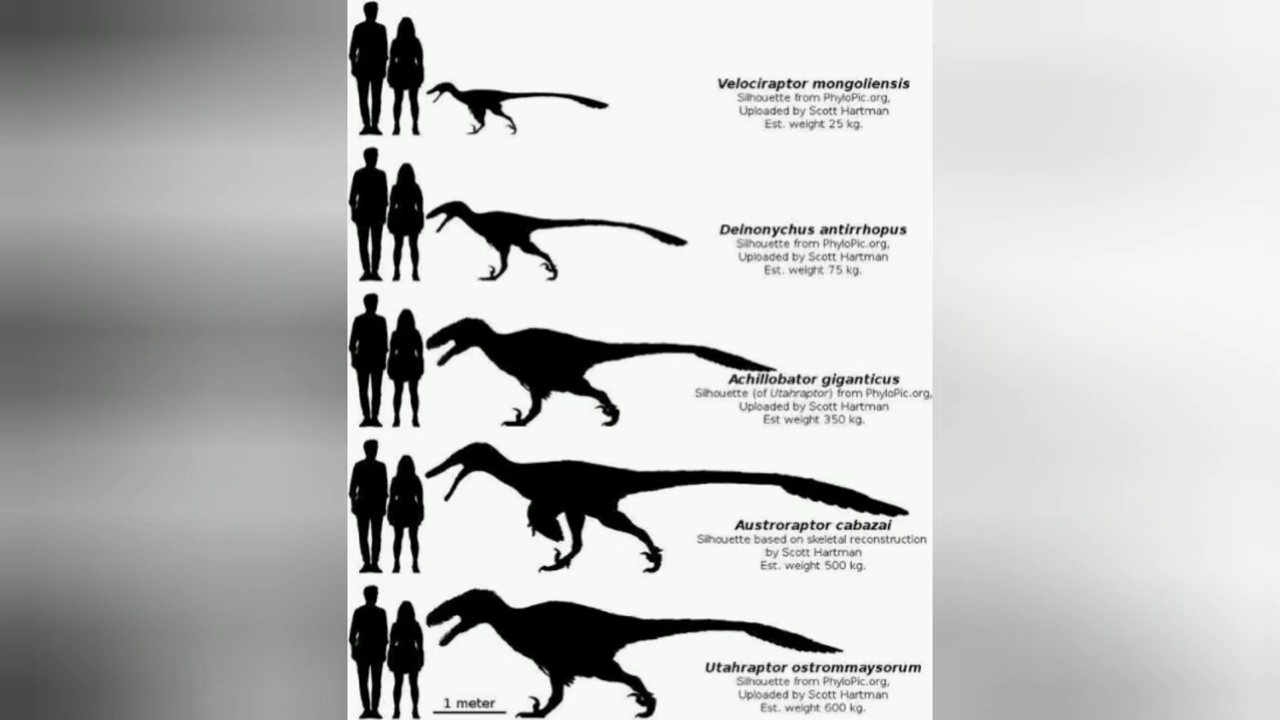 Velociraptor mongoliensis
Silhouette from PhyloPic.org,
Uploaded by Scott Hartman
Est. weight 25 kg.
Deinonychus antirrhopus
Silhouette from PhyloPic.org,
Uploaded by Scott Hartman
Est. weight 75 kg.
Achillobator giganticus
Silhouette (of Utahraptor) from PhyloPic.org,
Uploaded by Scott Hartman
Est weight 350 kg.
Austroraptor cabazai
Silhouette based on skeletal reconstruction
by Scott Hartman
Est. weight 500 kg.
Utahraptor ostrommaysorum
Silhouette from PhyloPic.org,
Uploaded by Scott Hartman
Est. weight 600 kg.
1 meter